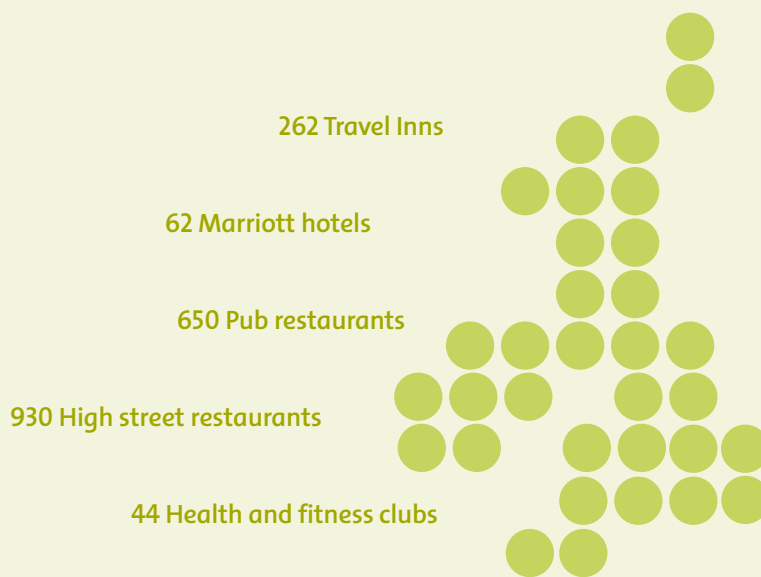 262 Travel Inns
62 Marriott hotels
650 Pub restaurants
930 High street restaurants
44 Health and fitness clubs